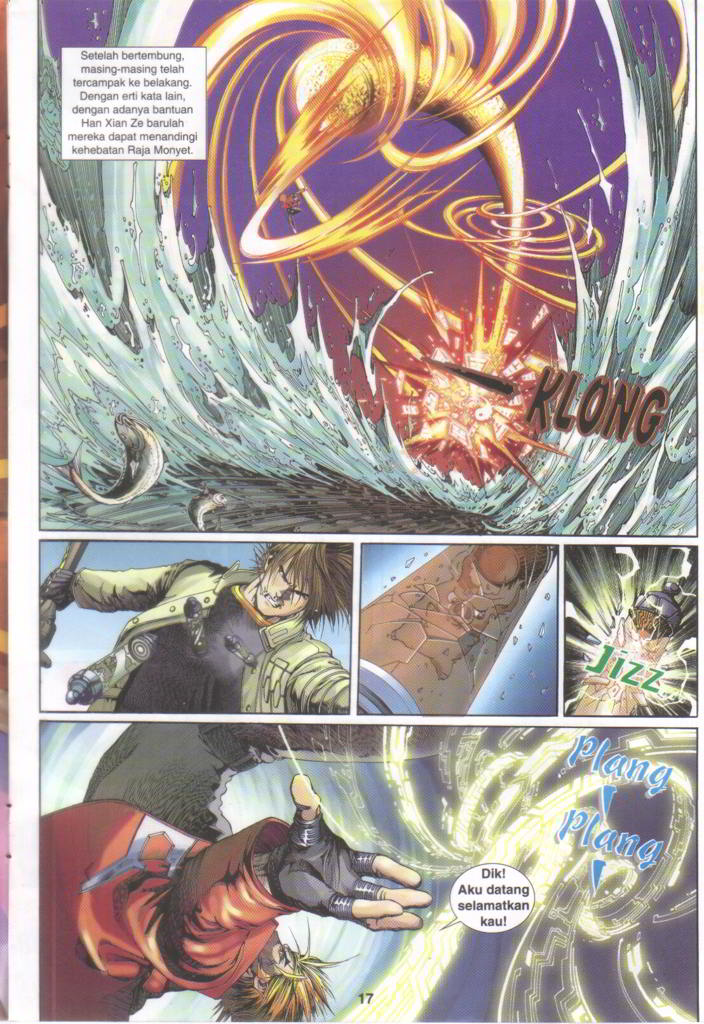 Setelah bertembung,
masing-masing telah
tercampak ke belakang.
Dengan erti kata lain,
dengan adanya bantuan
Han Xian Ze barulah
mereka dapat menandingi
kehebatan Raja Monyet.
KLONG
JIZZ...
Plang
!
Plang
!
Dik!
Aku datang
selamatkan
kau!
17